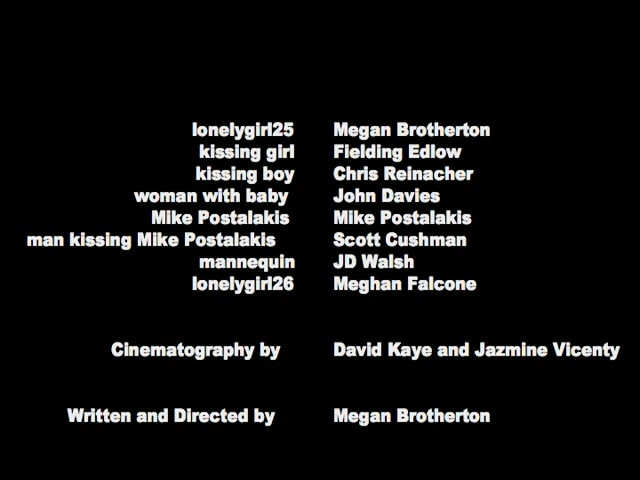 lonelygirl25 Megan Brotherton
kissing girl Fielding Edlow
kissing boy Chris Reinacher
woman with baby John Davies
Mike Postalakis Mike Postalakis
man kissing Mike Postalakis Scott Cushman
mannequin JD Walsh
lonelygirl26 Meghan Falcone
Cinematography by David Kaye and Jazmine Vicenty
Written and Directed by Megan Brotherton